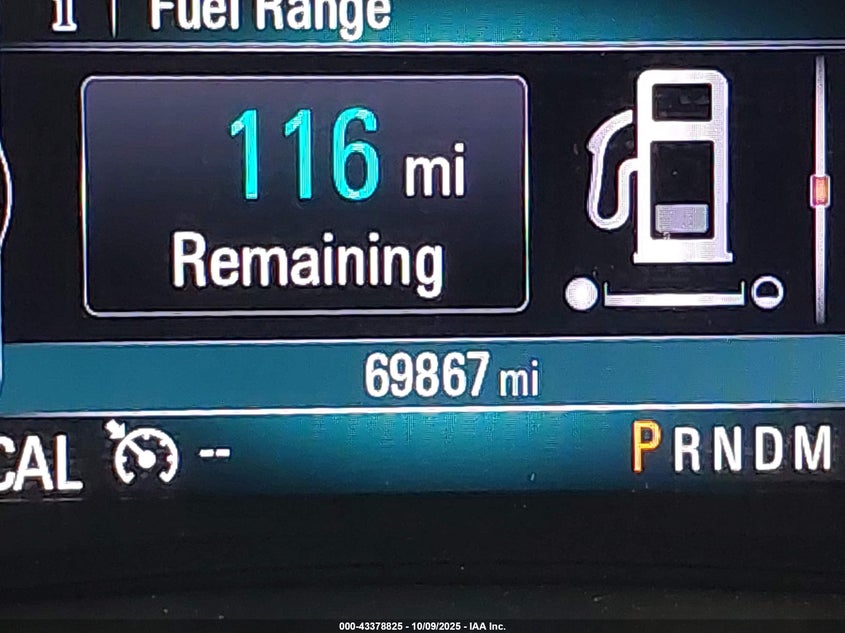 i | Fuel Range
116 mi
Remaining
69867 mi
CAL -- PRNDM
000-43378825 - 10/09/2025 - IAA Inc.